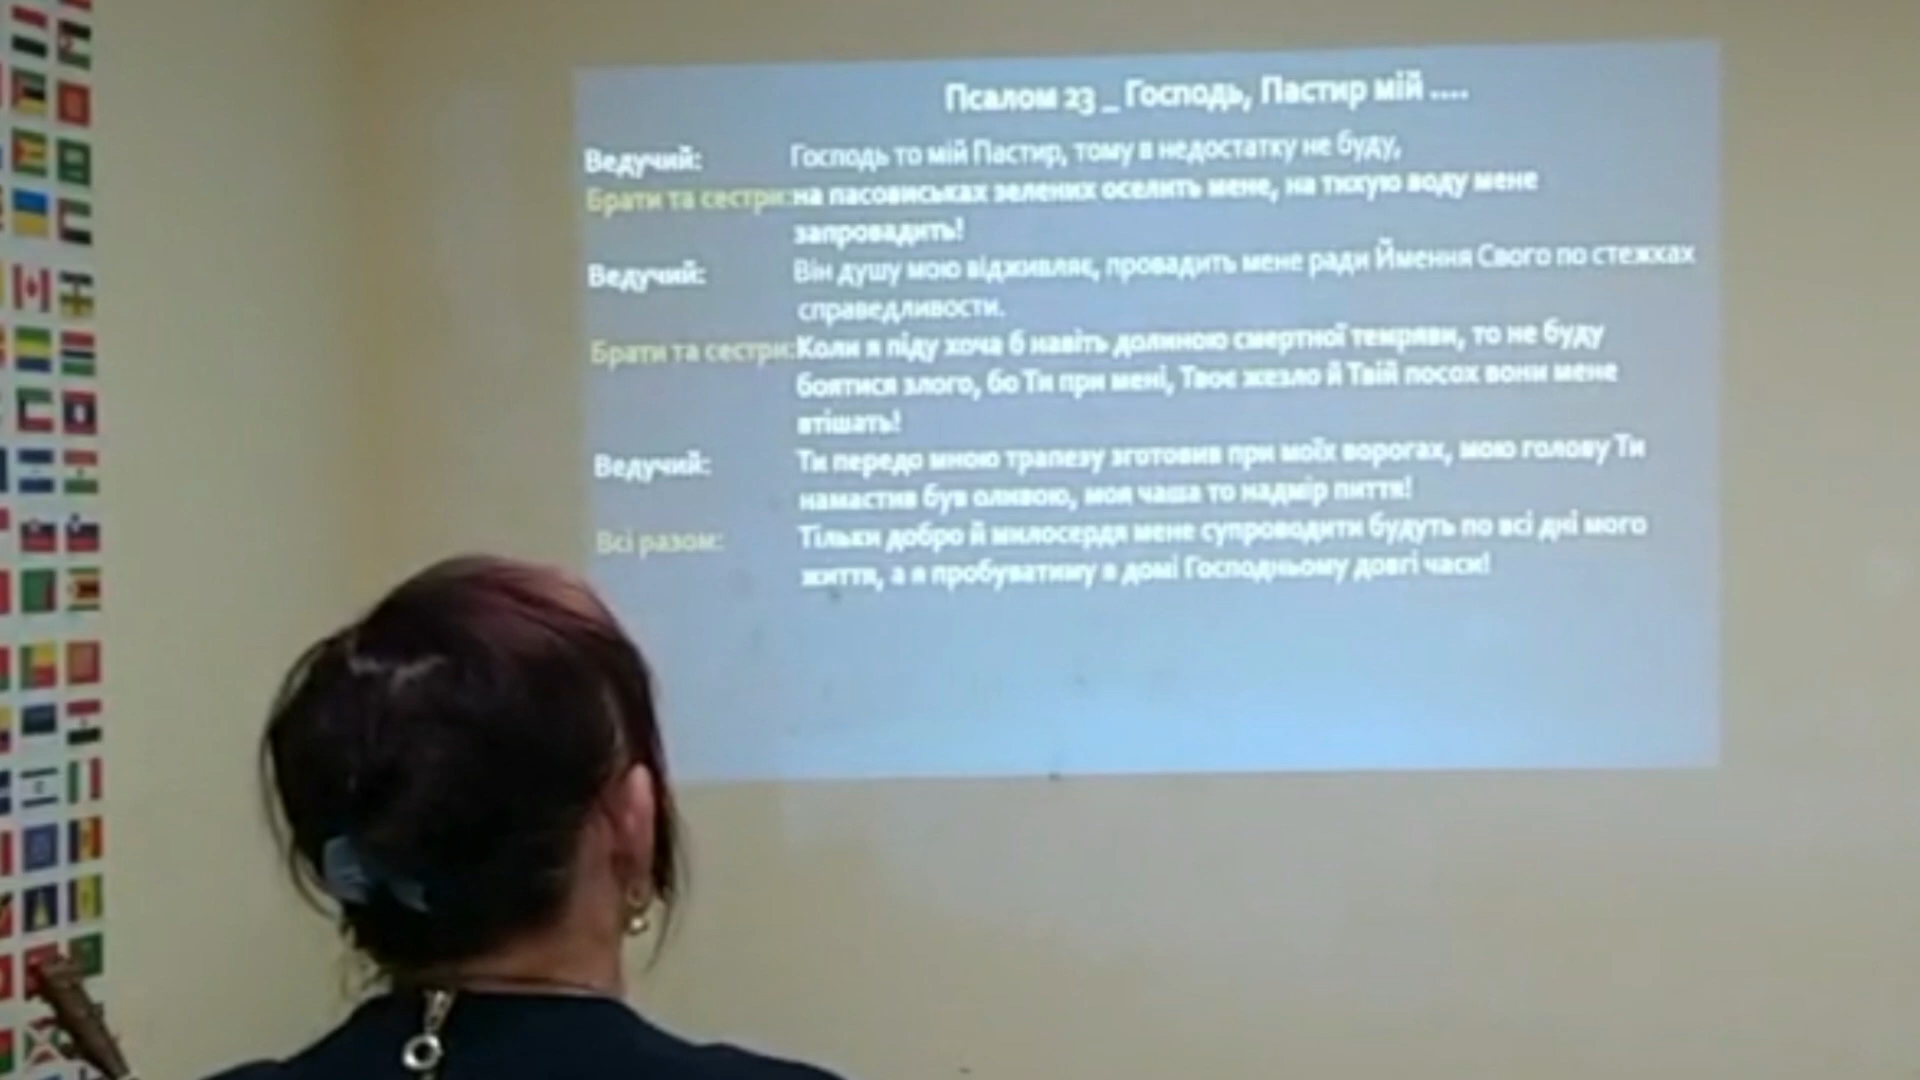 Псалом 23 _ Господь, Пастир мій ....
Ведучий: Господь то мій Пастир, тому в недостатку не буду,
Брати та сестри: на пасовиськах зелених оселить мене, на тихую воду мене
запровадить!
Ведучий: Він душу мою відживляє, провадить мене ради Ймення Свого по стежках
справедливости.
Брати та сестри: Коли я піду хоча б навіть долиною смертної темряви, то не буду
боятися злого, бо Ти при мені, Твоє жезло й Твій посох вони мене
втішать!
Ведучий: Ти передо мною трапезу зготовив при моїх ворогах, мою голову Ти
намастив був оливою, моя чаша то надмір пиття!
Всі разом: Тільки добро й милосердя мене супроводити будуть по всі дні мого
життя, а я пробуватиму в домі Господньому довгі часи!